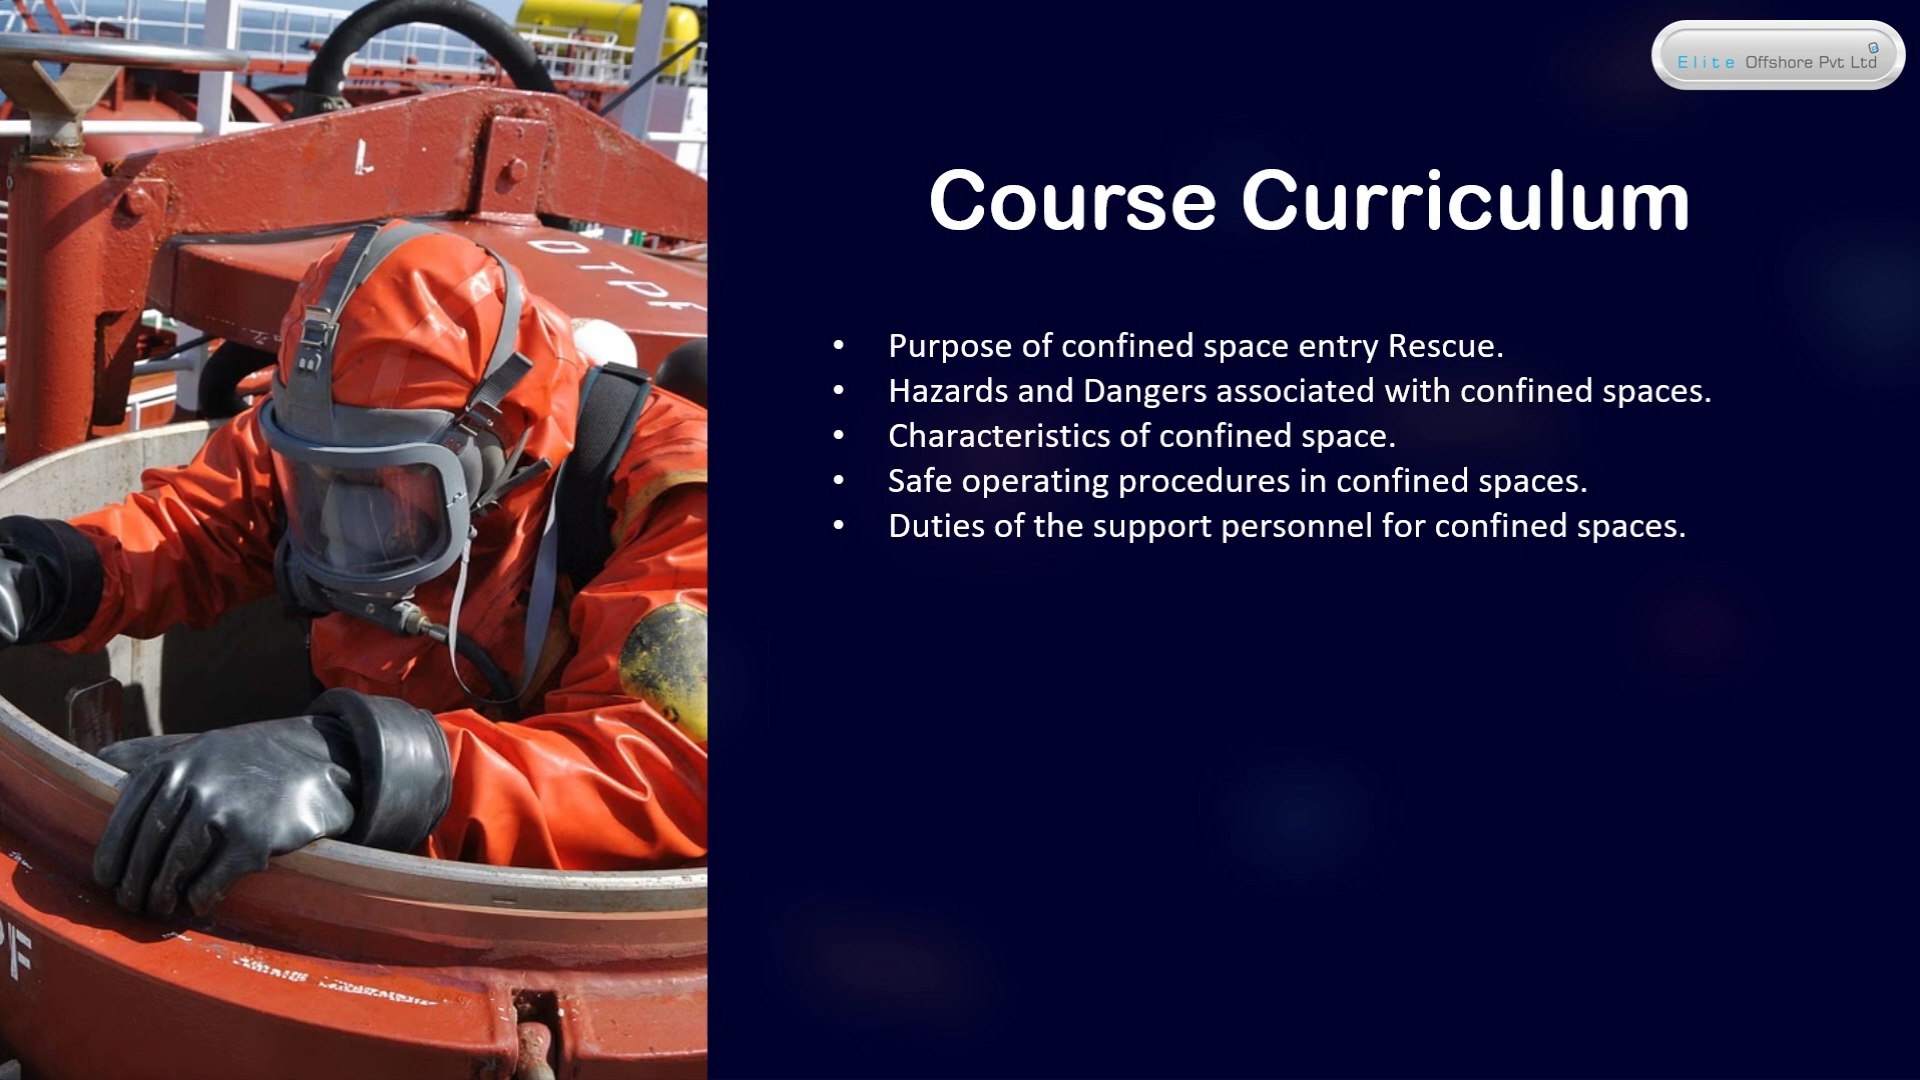 Elite Offshore Pvt Ltd
Course Curriculum
• Purpose of confined space entry Rescue.
• Hazards and Dangers associated with confined spaces.
• Characteristics of confined space.
• Safe operating procedures in confined spaces.
• Duties of the support personnel for confined spaces.
L